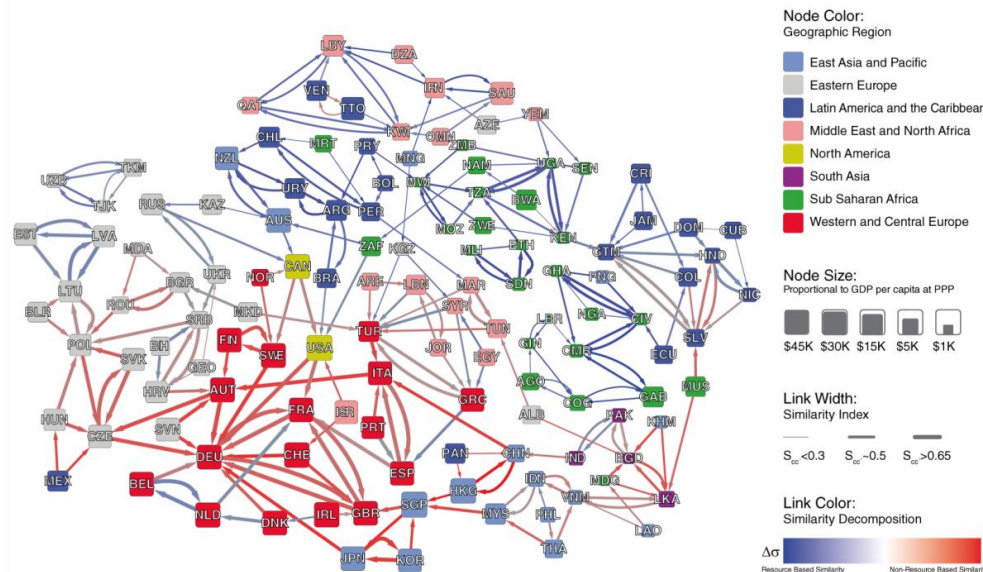 LBY
DZA
VEN
TTO
IRN
SAU
QAT
KWT
OMN
AZE
YEM
CHL
MRT
PRY
MNG
ZMB
NZL
NAM
UGA
SEN
TKM
UZB
TJK
URY
BOL
MWI
TZA
BWA
CRI
RUS
KAZ
AUS
ARG
PER
MOZ
ZWE
KEN
JAM
DOM
CUB
EST
LVA
MDA
ZAF
KGZ
MLI
ETH
GTM
HND
LTU
UKR
NOR
CAN
BRA
ARE
LBN
MAR
SDN
GHA
PNG
COL
NIC
BLR
ROU
BGR
SRB
MKD
SYR
NGA
CIV
POL
BIH
GEO
FIN
SWE
USA
TUR
JOR
TUN
EGY
LBR
GIN
CMR
ECU
SLV
SVK
HRV
AUT
ITA
GRC
AGO
COG
GAB
MUS
HUN
CZE
SVN
FRA
ISR
PRT
ALB
PAK
KHM
MEX
BEL
DEU
CHE
ESP
PAN
CHN
IND
BGD
NLD
DNK
IRL
GBR
SGP
HKG
IDN
VNM
MDG
LKA
JPN
KOR
MYS
PHL
THA
LAO
Node Color:
Geographic Region
East Asia and Pacific
Eastern Europe
Latin America and the Caribbean
Middle East and North Africa
North America
South Asia
Sub Saharan Africa
Western and Central Europe
Node Size:
Proportional to GDP per capita at PPP
$45K $30K $15K $5K $1K
Link Width:
Similarity Index
Scc<0.3 Scc~0.5 Scc>0.65
Link Color:
Similarity Decomposition
Δσ
Resource Based Similarity
Non-Resource Based Similari